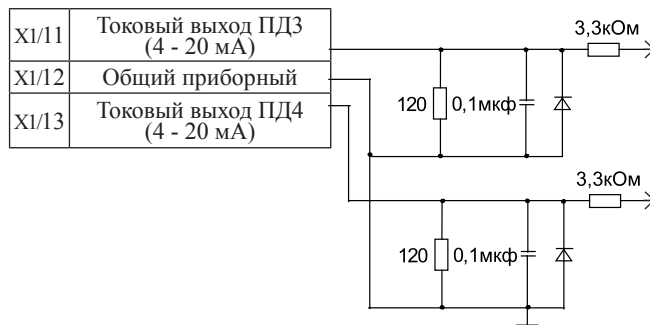 X1/11 Токовый выход ПД3
(4 - 20 мА)
X1/12 Общий приборный
X1/13 Токовый выход ПД4
(4 - 20 мА)
3,3кОм
120 0,1мкф
3,3кОм
120 0,1мкф